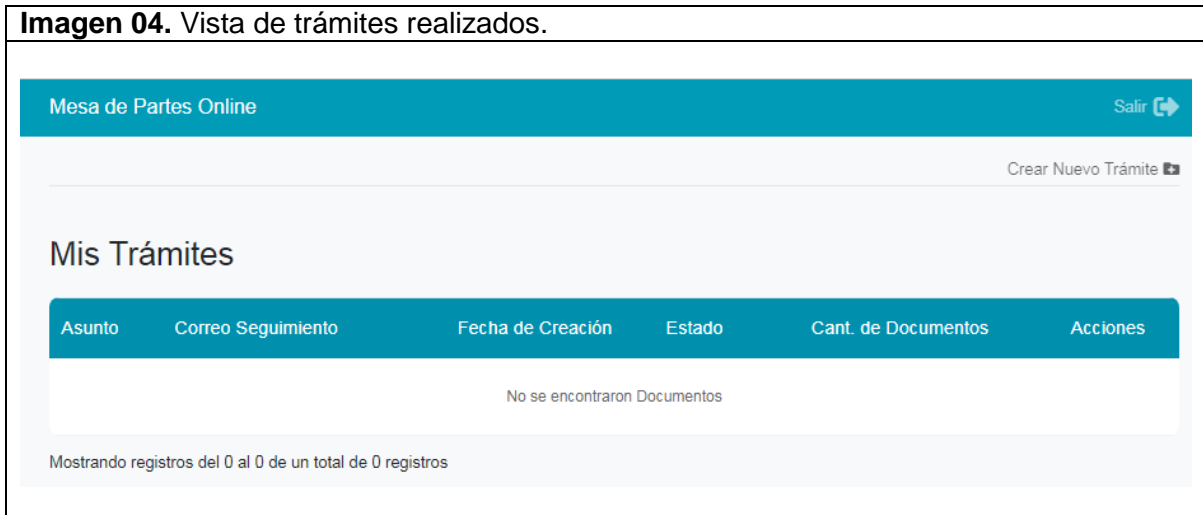 Imagen 04. Vista de trámites realizados.
Mesa de Partes Online Salir
Crear Nuevo Trámite
Mis Trámites
Asunto Correo Seguimiento Fecha de Creación Estado Cant. de Documentos Acciones
No se encontraron Documentos
Mostrando registros del 0 al 0 de un total de 0 registros